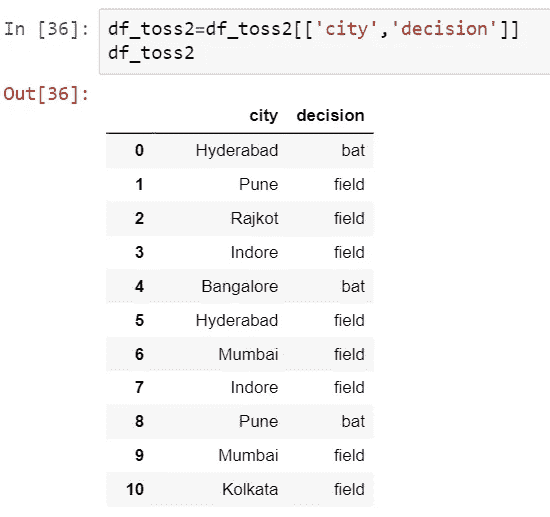 In [36]: df_toss2=df_toss2[['city','decision']]
df_toss2
Out[36]:
city decision
0 Hyderabad bat
1 Pune field
2 Rajkot field
3 Indore field
4 Bangalore bat
5 Hyderabad field
6 Mumbai field
7 Indore field
8 Pune bat
9 Mumbai field
10 Kolkata field